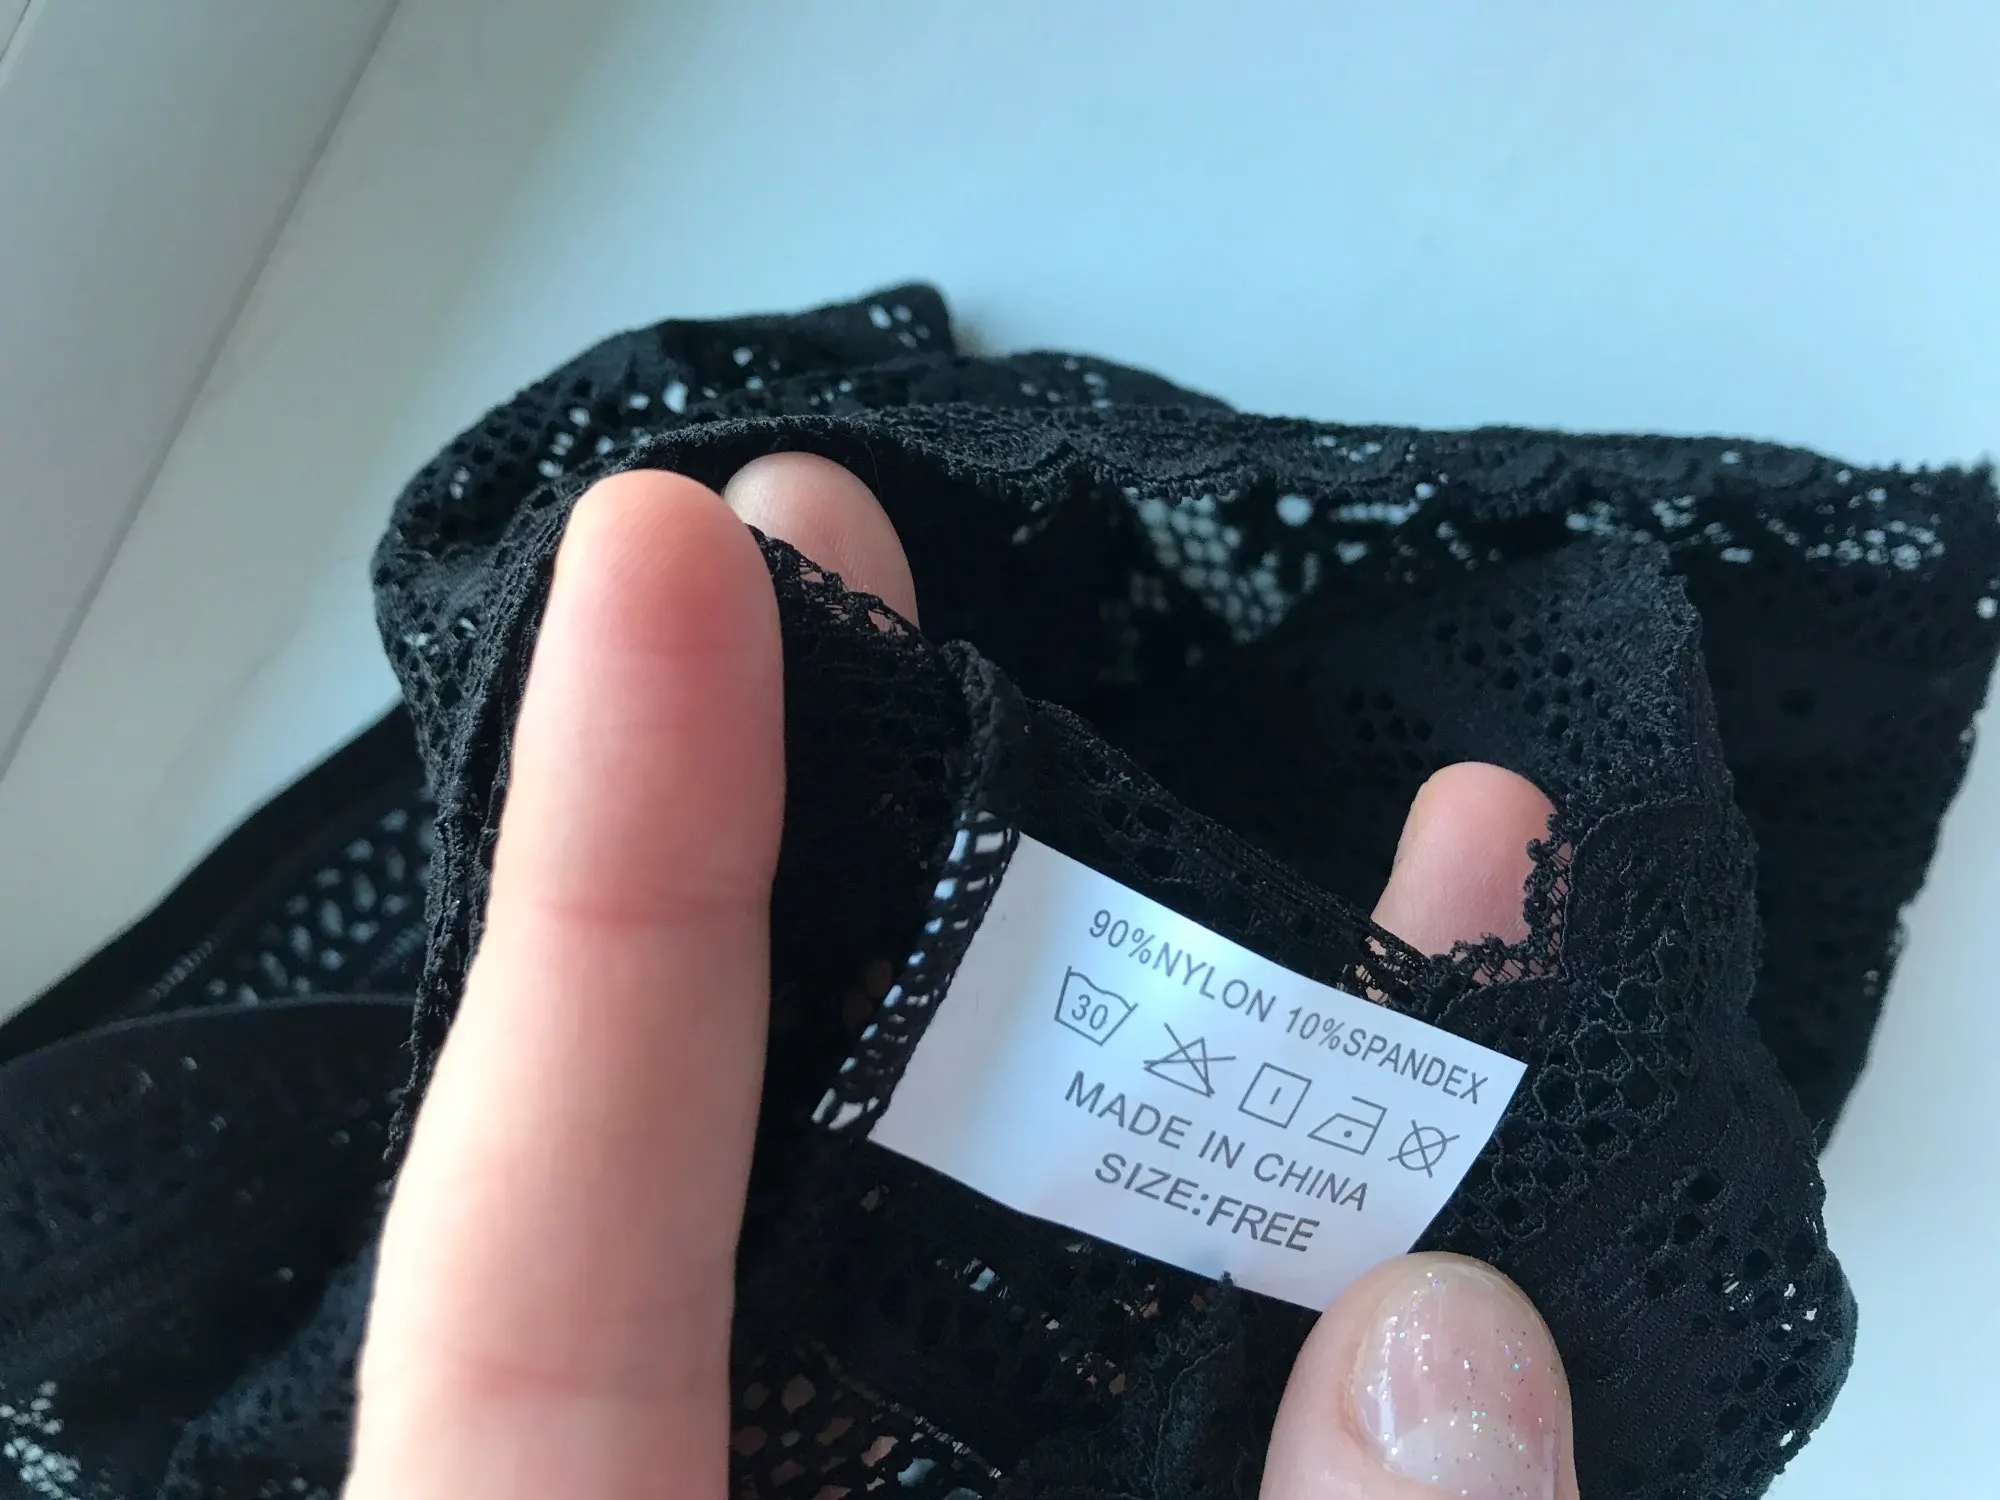 90%NYLON 10%SPANDEX
30
MADE IN CHINA
SIZE:FREE